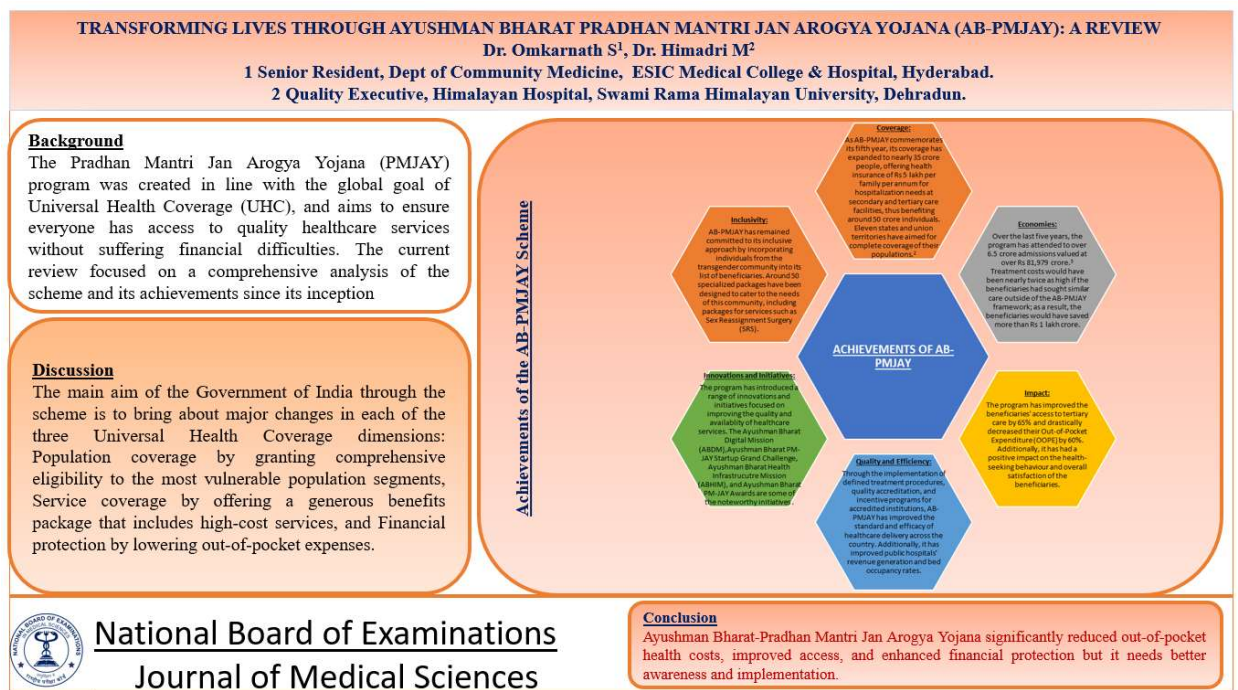 TRANSFORMING LIVES THROUGH AYUSHMAN BHARAT PRADHAN MANTRI JAN AROGYA YOJANA (AB-PMJAY): A REVIEW
Dr. Omkarnath S1, Dr. Himadri M2
1 Senior Resident, Dept of Community Medicine, ESIC Medical College & Hospital, Hyderabad.
2 Quality Executive, Himalayan Hospital, Swami Rama Himalayan University, Dehradun.
Background
The Pradhan Mantri Jan Arogya Yojana (PMJAY)
program was created in line with the global goal of
Universal Health Coverage (UHC), and aims to ensure
everyone has access to quality healthcare services
without suffering financial difficulties. The current
review focused on a comprehensive analysis of the
scheme and its achievements since its inception
Discussion
The main aim of the Government of India through the
scheme is to bring about major changes in each of the
three Universal Health Coverage dimensions:
Population coverage by granting comprehensive
eligibility to the most vulnerable population segments,
Service coverage by offering a generous benefits
package that includes high-cost services, and Financial
protection by lowering out-of-pocket expenses.
Achievements of the AB-PMJAY Scheme
Coverage:
As AB-PMJAY commemorates
its fifth year, its coverage has
expanded to nearly 35 crore
people, offering health
insurance of Rs 5 lakh per
family per annum for
hospitalization needs at
secondary and tertiary care
facilities, thus benefiting
around 50 crore individuals.
Eleven states and union
territories have aimed for
complete coverage of their
populations.2
Inclusivity:
AB-PMJAY has remained
committed to its inclusive
approach by incorporating
individuals from the
transgender community into its
list of beneficiaries. Around 50
specialized packages have been
designed to cater to the needs
of this community, including
packages for services such as
Sex Reassignment Surgery
(SRS).
Economies:
Over the last five years, the
program has attended to over
6.5 crore admissions valued at
over Rs 81,979 crore.3
Treatment costs would have
been nearly twice as high if the
beneficiaries had sought similar
care outside of the AB-PMJAY
framework; as a result, the
beneficiaries would have saved
more than Rs 1 lakh crore.
ACHIEVEMENTS OF AB-
PMJAY
Innovations and Initiatives:
The program has introduced a
range of innovations and
initiatives focused on
improving the quality and
availability of healthcare
services. The Ayushman Bharat
Digital Mission
(ABDM),Ayushman Bharat PM-
JAY Startup Grand Challenge,
Ayushman Bharat Health
Infrastrucutre Mission
(ABHIM), and Ayushman Bharat
PM-JAY Awards are some of
the noteworthy initiatives.
Impact:
The program has improved the
beneficiaries' access to tertiary
care by 65% and drastically
decreased their Out-of-Pocket
Expenditure (OOPE) by 60%.
Additionally, it has had a
positive impact on the health-
seeking behaviour and overall
satisfaction of the
beneficiaries.
Quality and Efficiency:
Through the implementation of
defined treatment procedures,
quality accreditation, and
incentive programs for
accredited institutions, AB-
PMJAY has improved the
standard and efficacy of
healthcare delivery across the
country. Additionally, it has
improved public hospitals'
revenue generation and bed
occupancy rates.
NATIONAL BOARD OF EXAMINATIONS
IN MEDICAL SCIENCES
National Board of Examinations
Journal of Medical Sciences
Conclusion
Ayushman Bharat-Pradhan Mantri Jan Arogya Yojana significantly reduced out-of-pocket
health costs, improved access, and enhanced financial protection but it needs better
awareness and implementation.